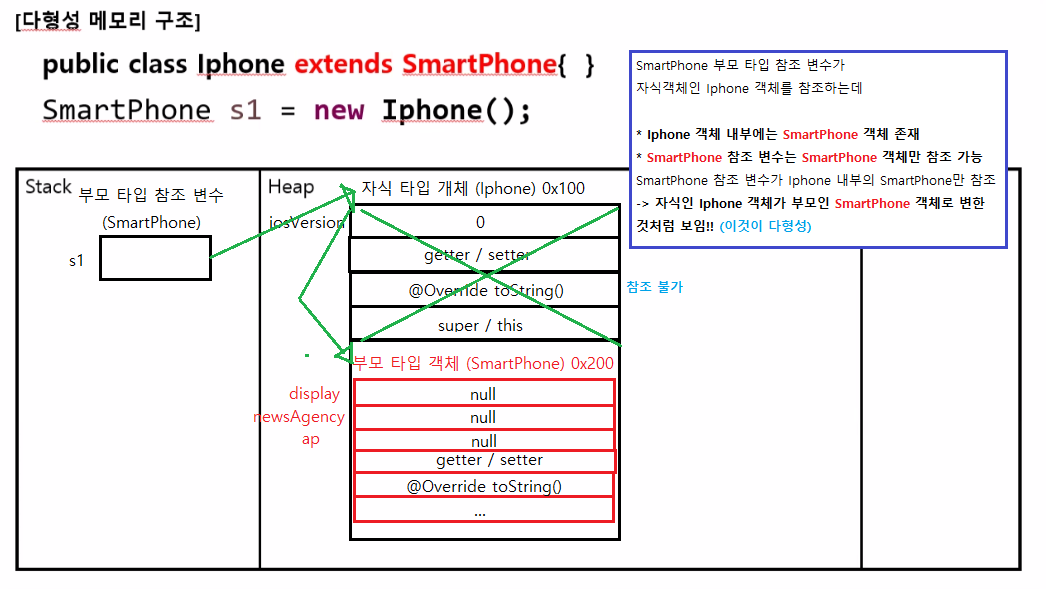 [다형성 메모리 구조]
public class Iphone extends SmartPhone{ }
SmartPhone s1 = new Iphone();
SmartPhone 부모 타입 참조 변수가
자식객체인 Iphone 객체를 참조하는데
* Iphone 객체 내부에는 SmartPhone 객체 존재
* SmartPhone 참조 변수는 SmartPhone 객체만 참조 가능
SmartPhone 참조 변수가 Iphone 내부의 SmartPhone만 참조
-> 자식인 Iphone 객체가 부모인 SmartPhone 객체로 변한
것처럼 보임!! (이것이 다형성)
Stack
부모 타입 참조 변수
(SmartPhone)
s1
Heap
자식 타입 개체 (Iphone) 0x100
iosVersion
0
getter / setter
@Override toString()
참조 불가
super / this
부모 타입 객체 (SmartPhone) 0x200
display
null
newsAgency
null
ap
null
getter / setter
@Override toString()
...